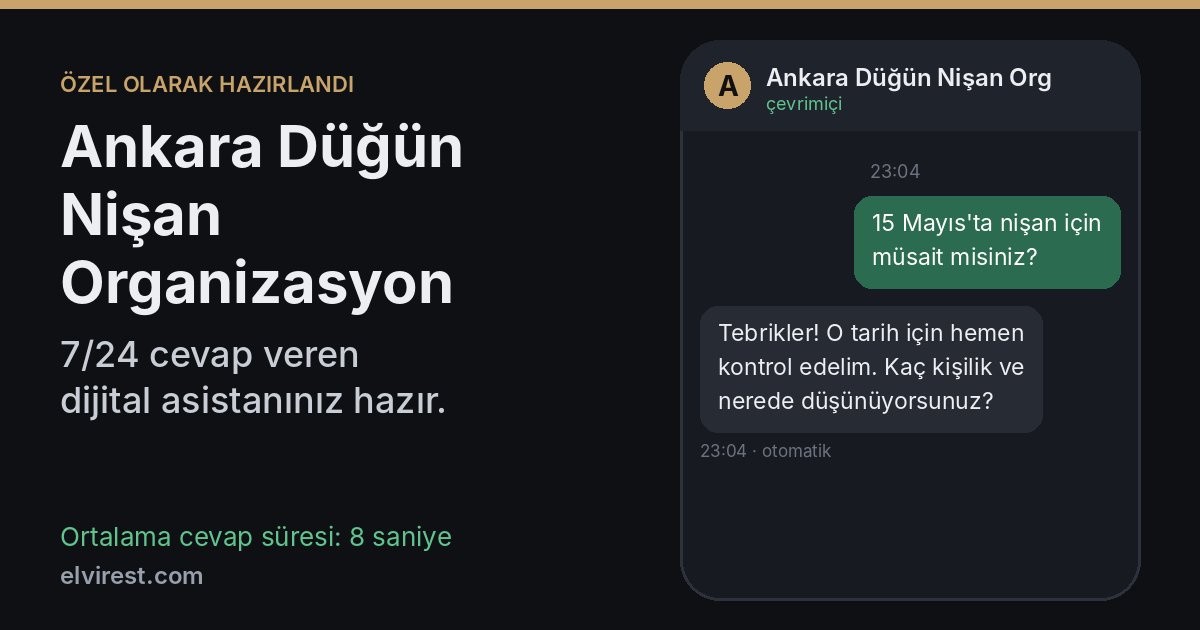 ÖZEL OLARAK HAZIRLANDI
Ankara Düğün
Nişan
Organizasyon
7/24 cevap veren
dijital asistanınız hazır.
Ortalama cevap süresi: 8 saniye
elvirest.com
A
Ankara Düğün Nişan Org
çevrimiçi
23:04
15 Mayıs'ta nişan için
müsait misiniz?
Tebrikler! O tarih için hemen
kontrol edelim. Kaç kişilik ve
nerede düşünüyorsunuz?
23:04 · otomatik